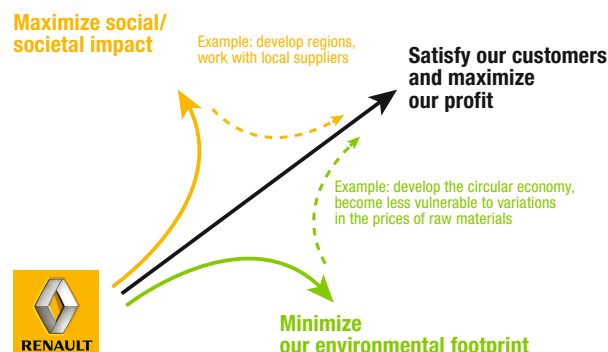 Maximize social/
societal impact
Example: develop regions,
work with local suppliers
Satisfy our customers
and maximize
our profit
Example: develop the circular economy,
become less vulnerable to variations
in the prices of raw materials
RENAULT
Minimize
our environmental footprint